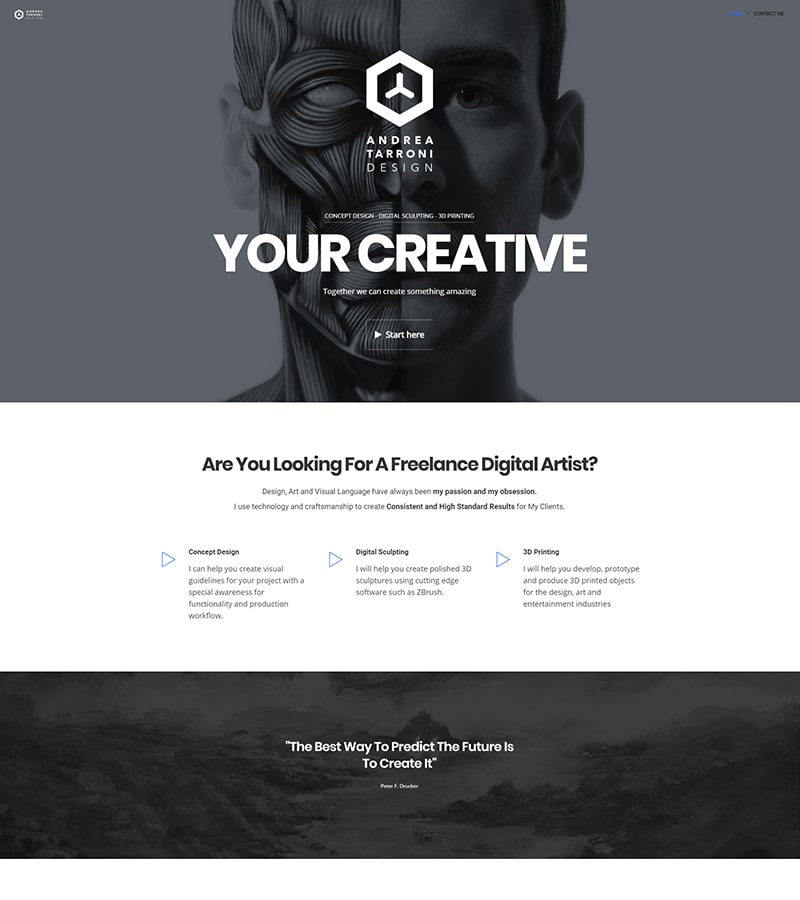 ANDREA
TARRONI
CONTACT ME
ANDREA
TARRONI
DESIGN
CONCEPT DESIGN - DIGITAL SCULPTING - 3D PRINTING
YOUR CREATIVE
Together we can create something amazing
Start here
Are You Looking For A Freelance Digital Artist?
Design, Art and Visual Language have always been my passion and my obsession.
I use technology and craftsmanship to create Consistent and High Standard Results for My Clients.
Concept Design
I can help you create visual
guidelines for your project with a
special awareness for
functionality and production
workflow.
Digital Sculpting
I will help you create polished 3D
sculptures using cutting edge
software such as ZBrush.
3D Printing
I will help you develop, prototype
and produce 3D printed objects
for the design, art and
entertainment industries
"The Best Way To Predict The Future Is
To Create It"
Peter F. Drucker